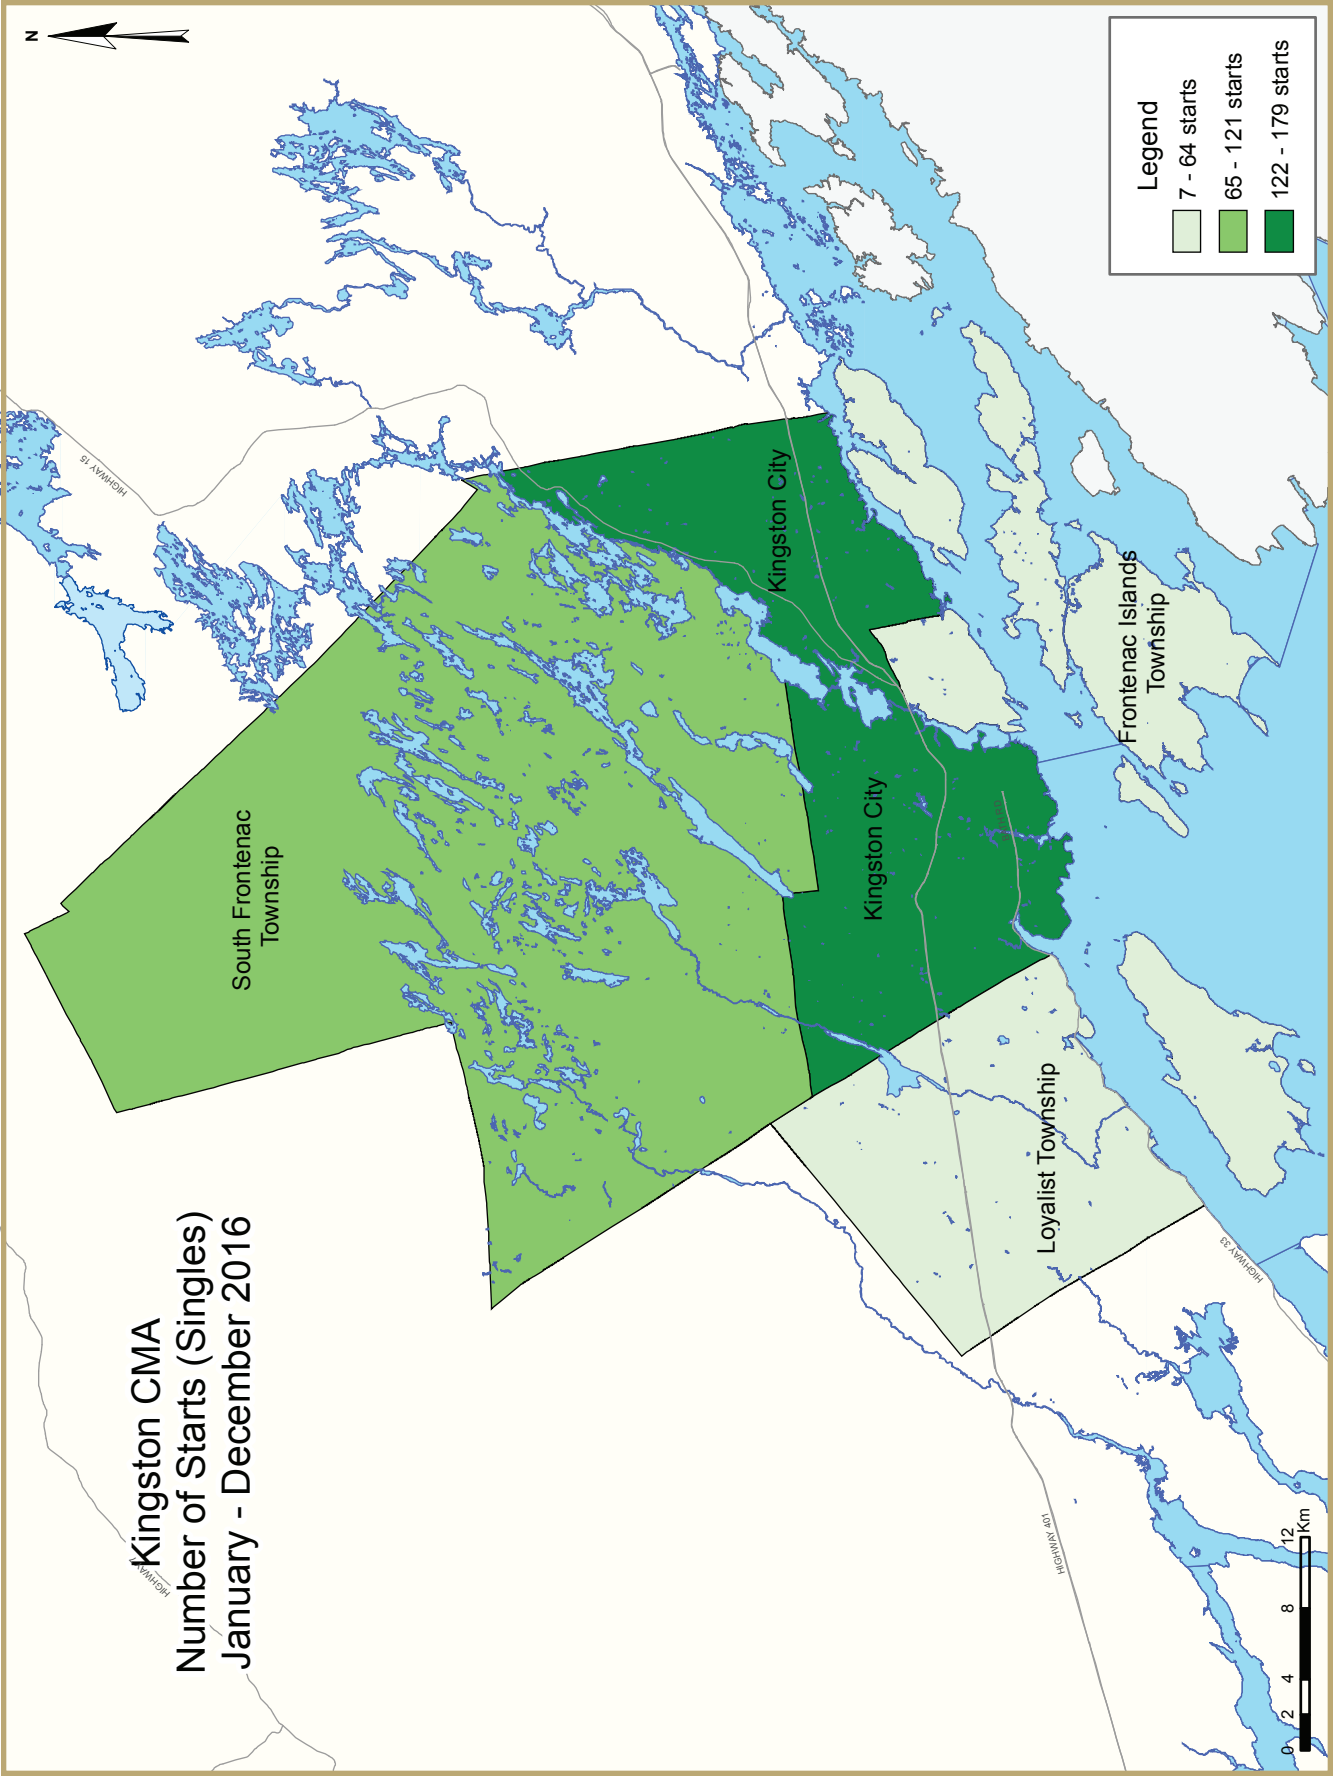 Kingston CMA
Number of Starts (Singles)
January - December 2016
N
HIGHWAY 7
HIGHWAY 15
South Frontenac
Township
Kingston City
Kingston City
Loyalist Township
Frontenac Islands
Township
HIGHWAY 401
HIGHWAY 33
Legend
7 - 64 starts
65 - 121 starts
122 - 179 starts
0 2 4 8 12
Km